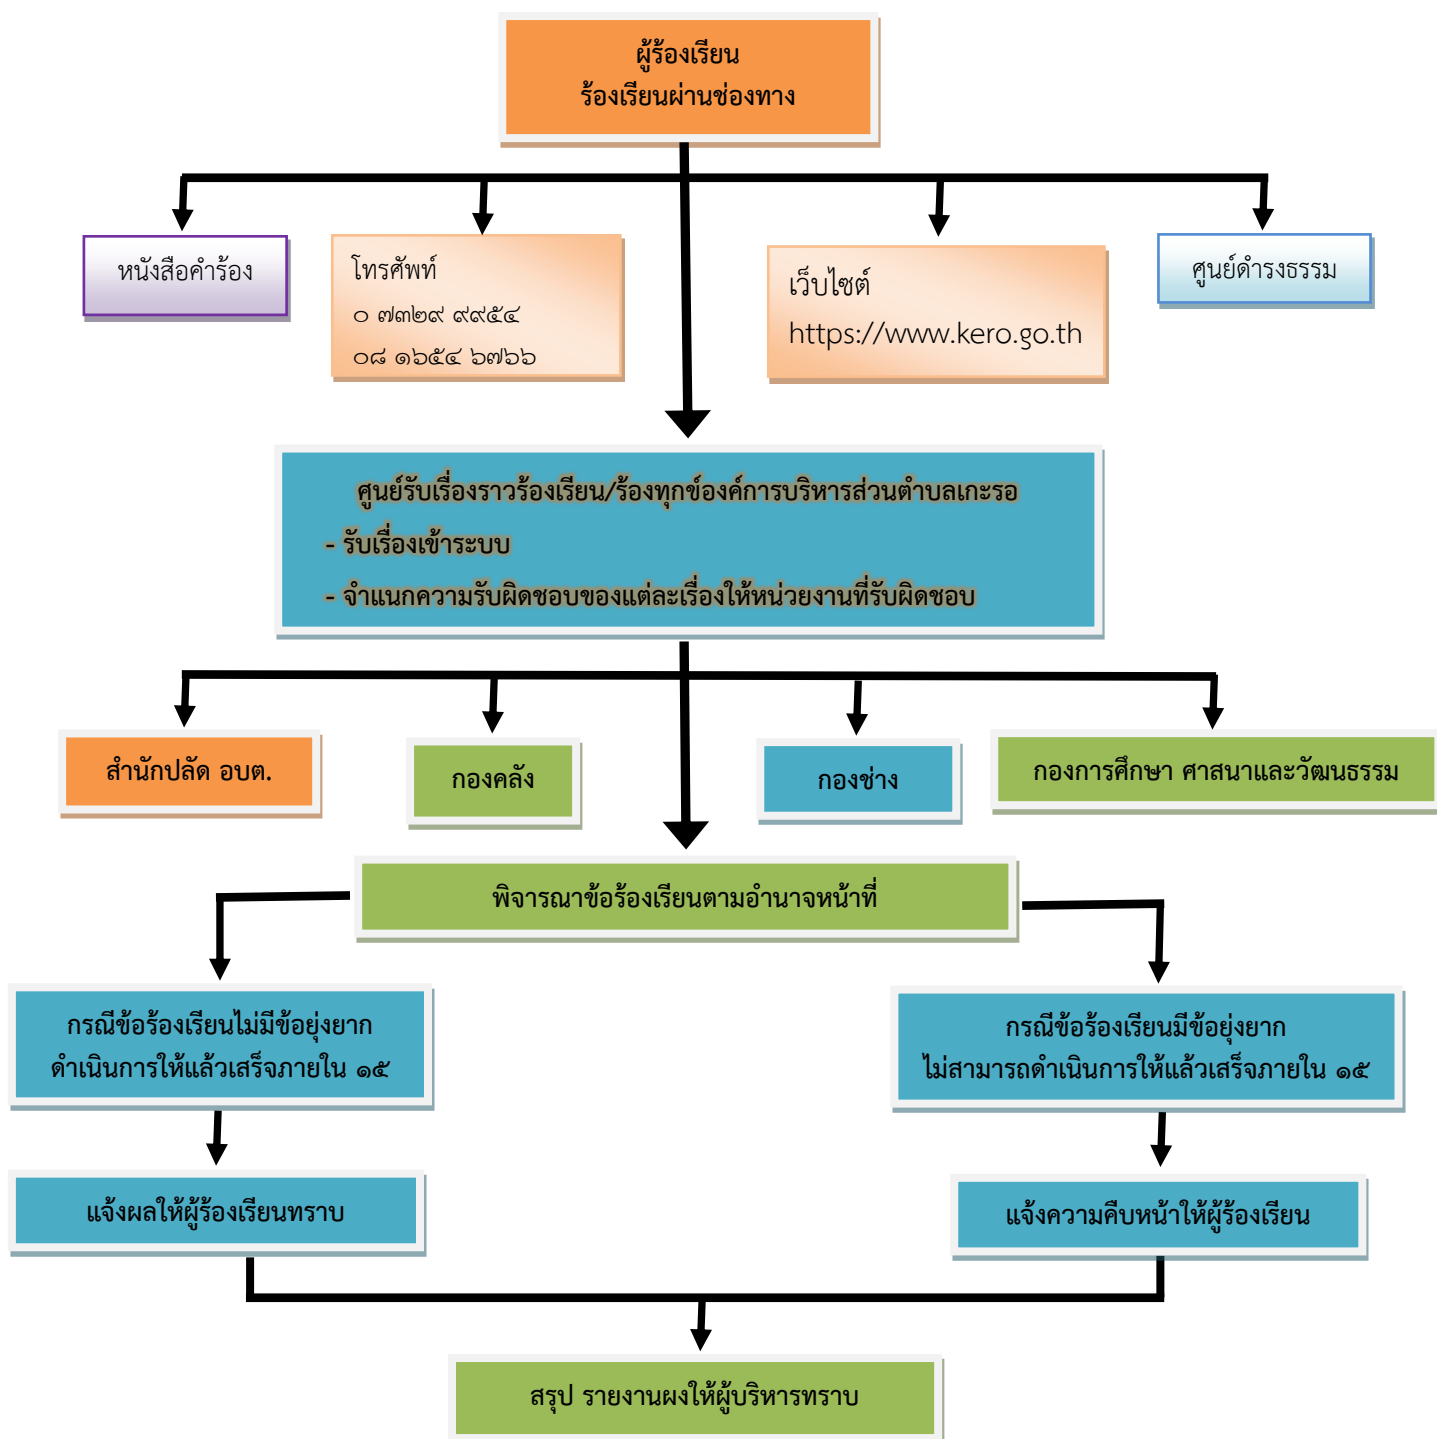 ผู้ร้องเรียน
ร้องเรียนผ่านช่องทาง
หนังสือคำร้อง
โทรศัพท์
๐ ๗๓๒๙ ๙๙๕๔
๐๘ ๑๖๕๔ ๖๗๖๖
เว็บไซต์
https://www.kero.go.th
ศูนย์ดำรงธรรม
ศูนย์รับเรื่องราวร้องเรียน/ร้องทุกข์องค์การบริหารส่วนตำบลเกะรอ
- รับเรื่องเข้าระบบ
- จำแนกความรับผิดชอบของแต่ละเรื่องให้หน่วยงานที่รับผิดชอบ
สำนักปลัด อบต.
กองคลัง
กองช่าง
กองการศึกษา ศาสนาและวัฒนธรรม
พิจารณาข้อร้องเรียนตามอำนาจหน้าที่
กรณีข้อร้องเรียนไม่มีข้อยุ่งยาก
ดำเนินการให้แล้วเสร็จภายใน ๑๕
กรณีข้อร้องเรียนมีข้อยุ่งยาก
ไม่สามารถดำเนินการให้แล้วเสร็จภายใน ๑๕
แจ้งผลให้ผู้ร้องเรียนทราบ
แจ้งความคืบหน้าให้ผู้ร้องเรียน
สรุป รายงานผงให้ผู้บริหารทราบ